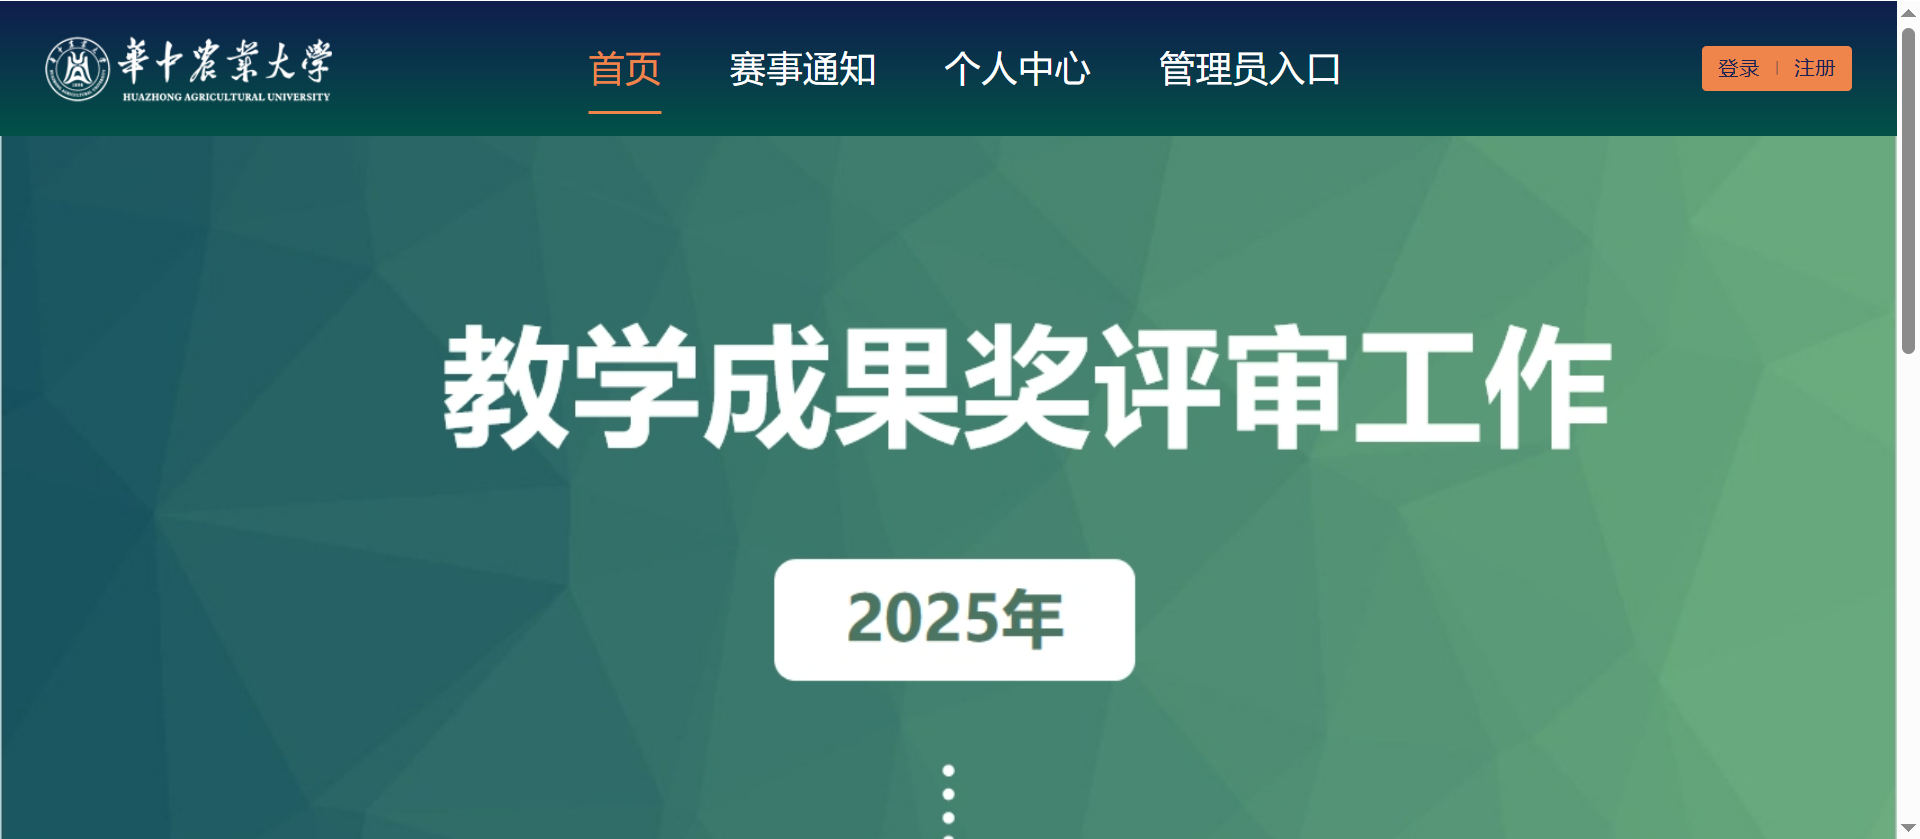 華中农業大学
HUAZHONG AGRICULTURAL UNIVERSITY
首页 赛事通知 个人中心 管理员入口
登录 | 注册
教学成果奖评审工作
2025年